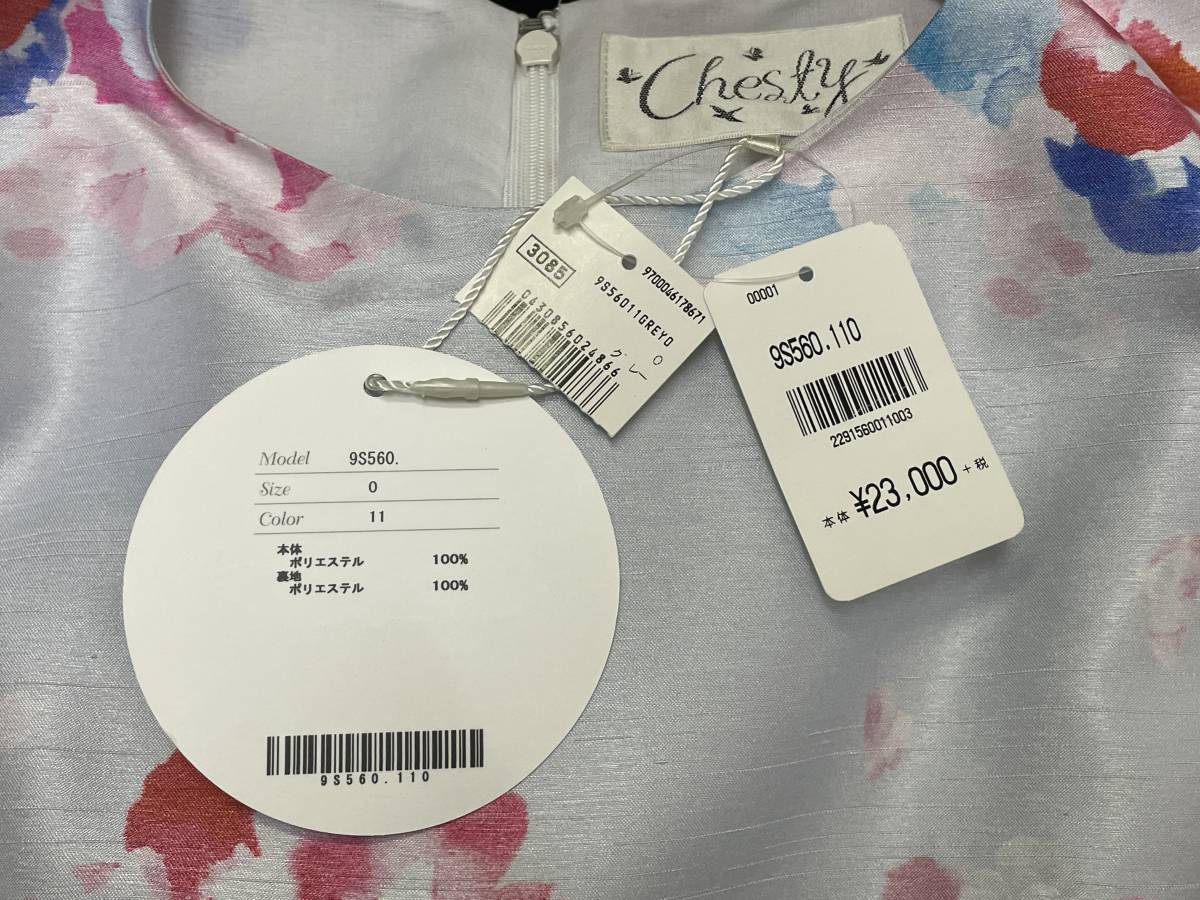 Chesty
3085
9700046178671
9S56011GREY0
0430856024866
グレー 0
00001
9S560.110
2291560011003
本体 ¥23,000 +税
Model 9S560.
Size 0
Color 11
本体
ポリエステル 100%
裏地
ポリエステル 100%
9S560.110